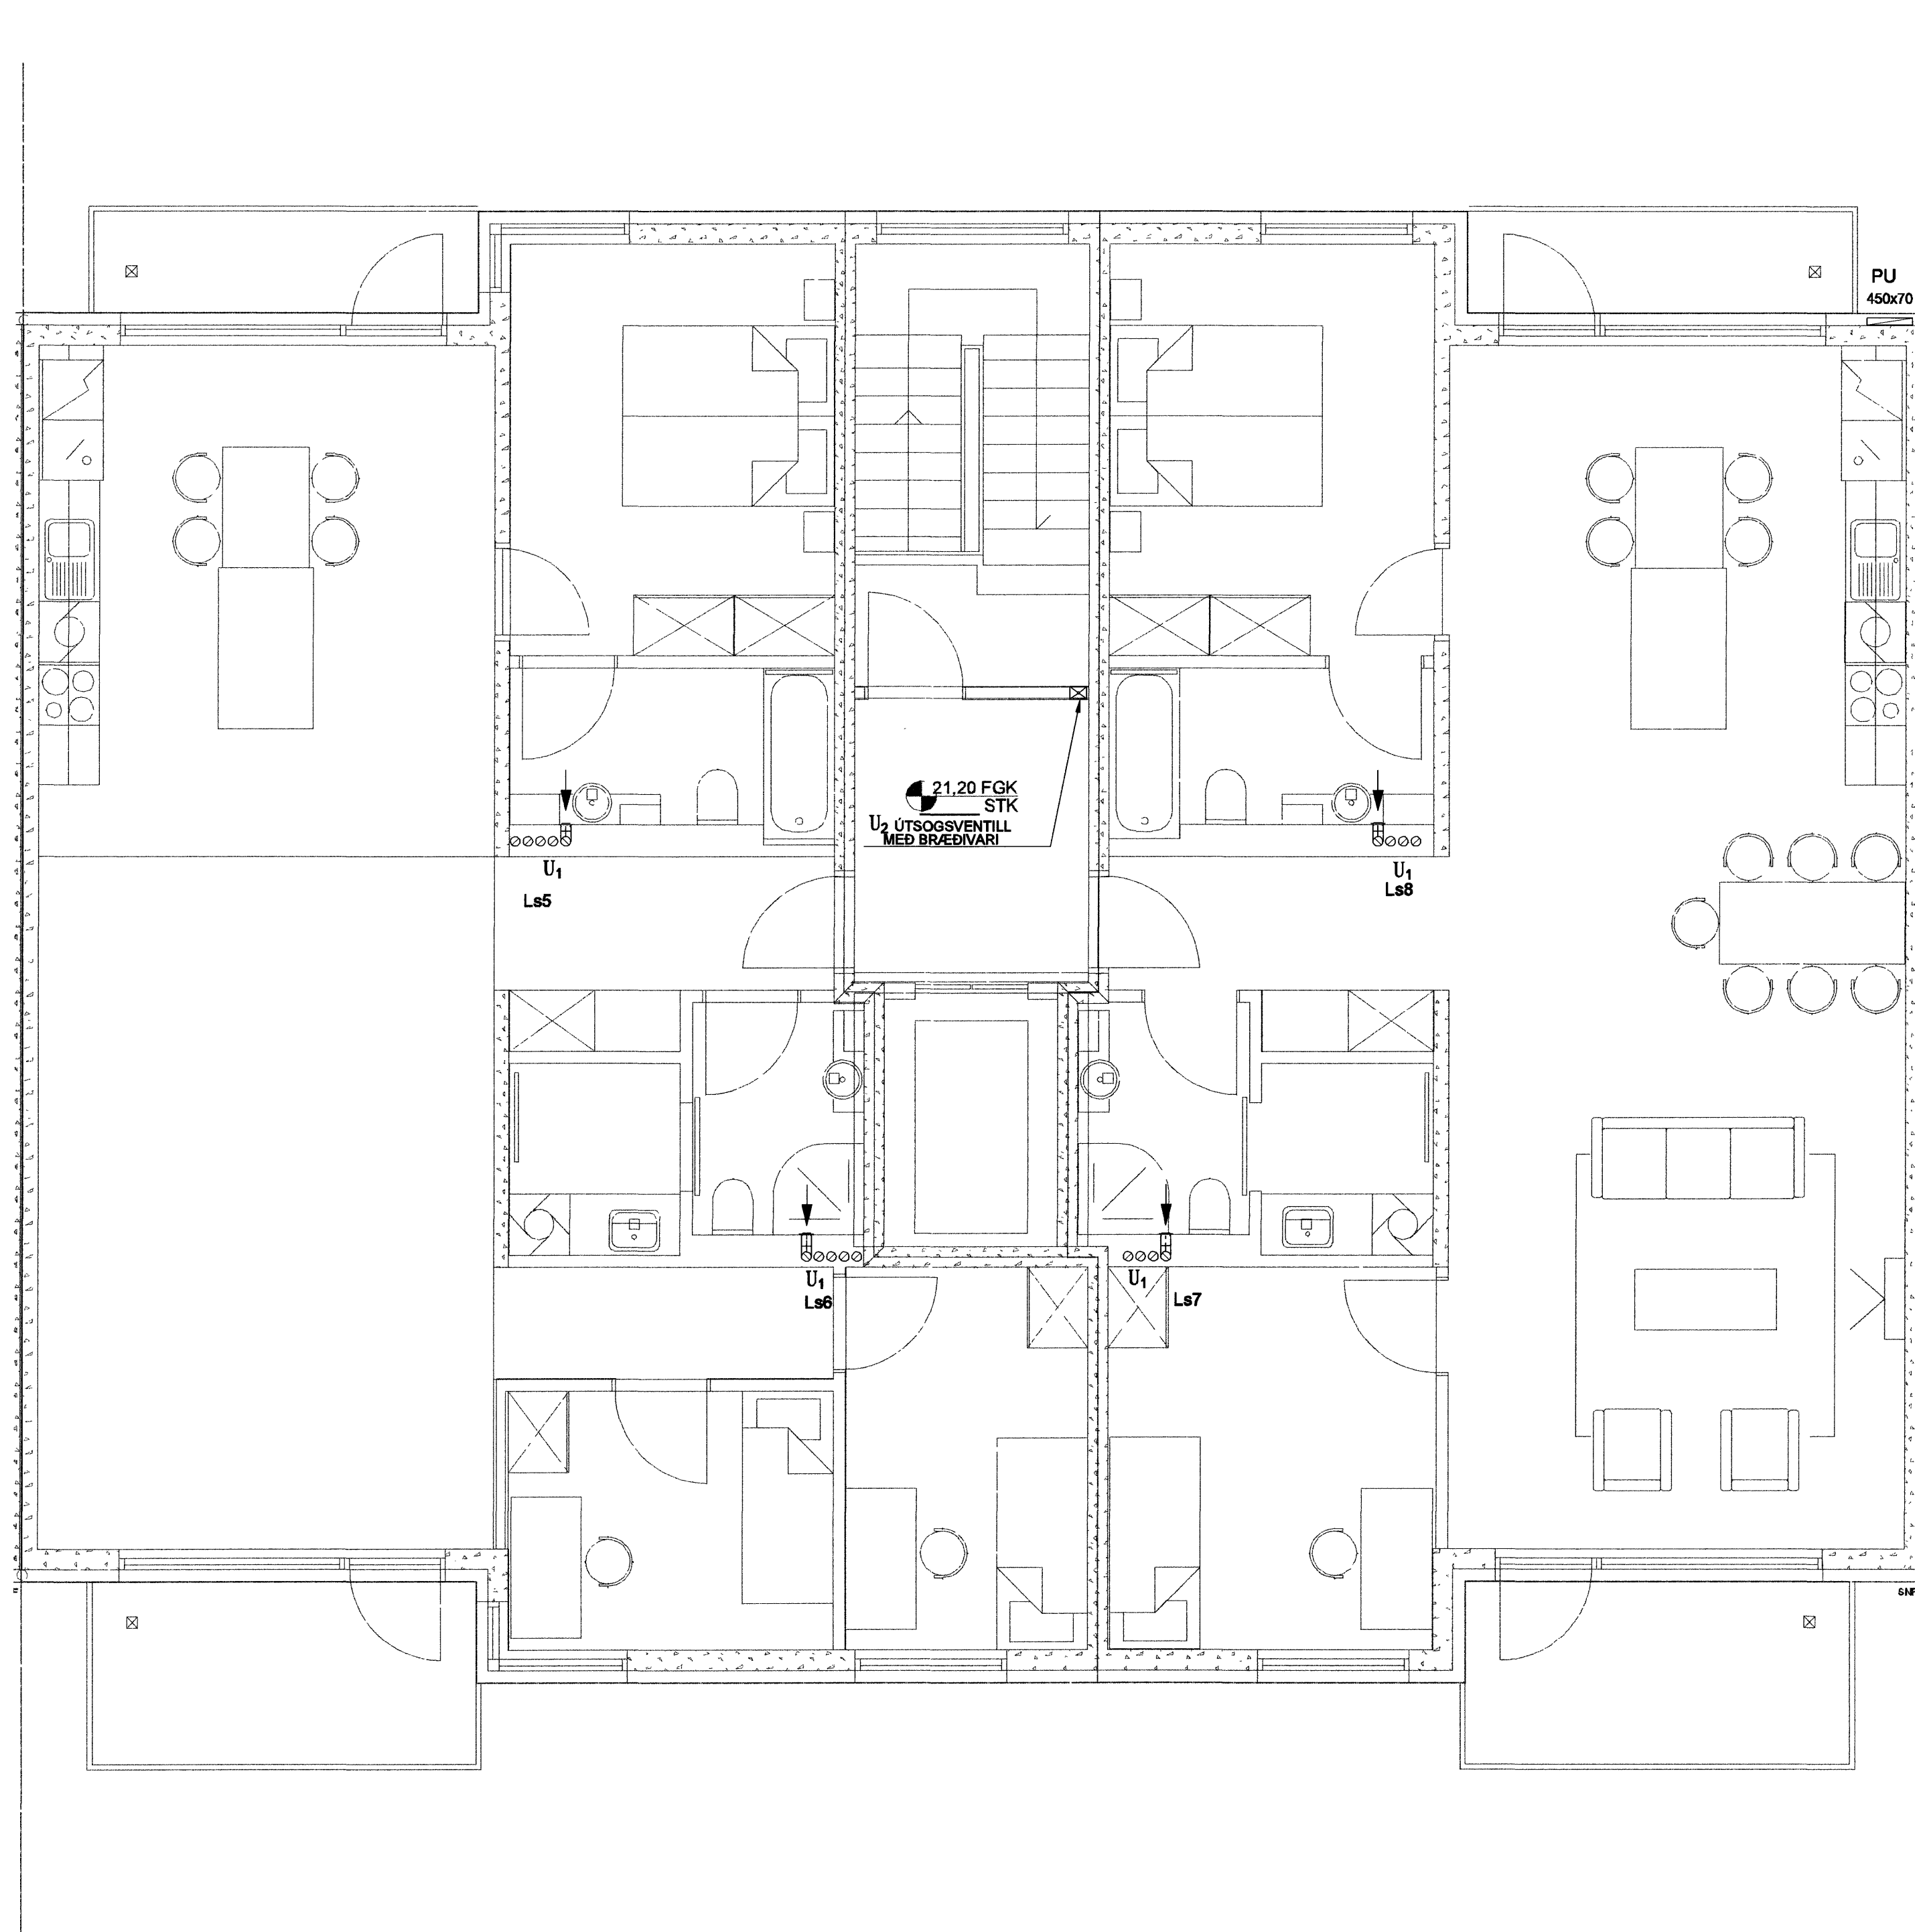 PU
450x70
21,20 FGK
STK
U2 ÚTSOGSVENTILL
MEÐ BRÆÐIVARI
U1
Ls5
U1
Ls8
U1
Ls6
U1
Ls7